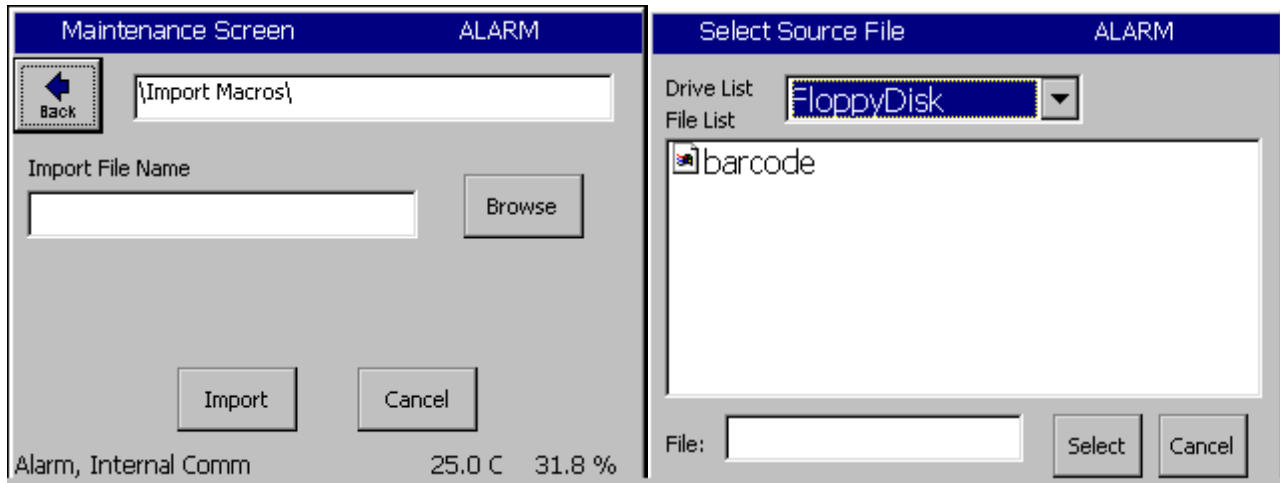 Maintenance Screen ALARM
Back
\Import Macros\
Import File Name
Browse
Import Cancel
Alarm, Internal Comm 25.0 C 31.8 %
Select Source File ALARM
Drive List FloppyDisk
File List
barcode
File: Select Cancel